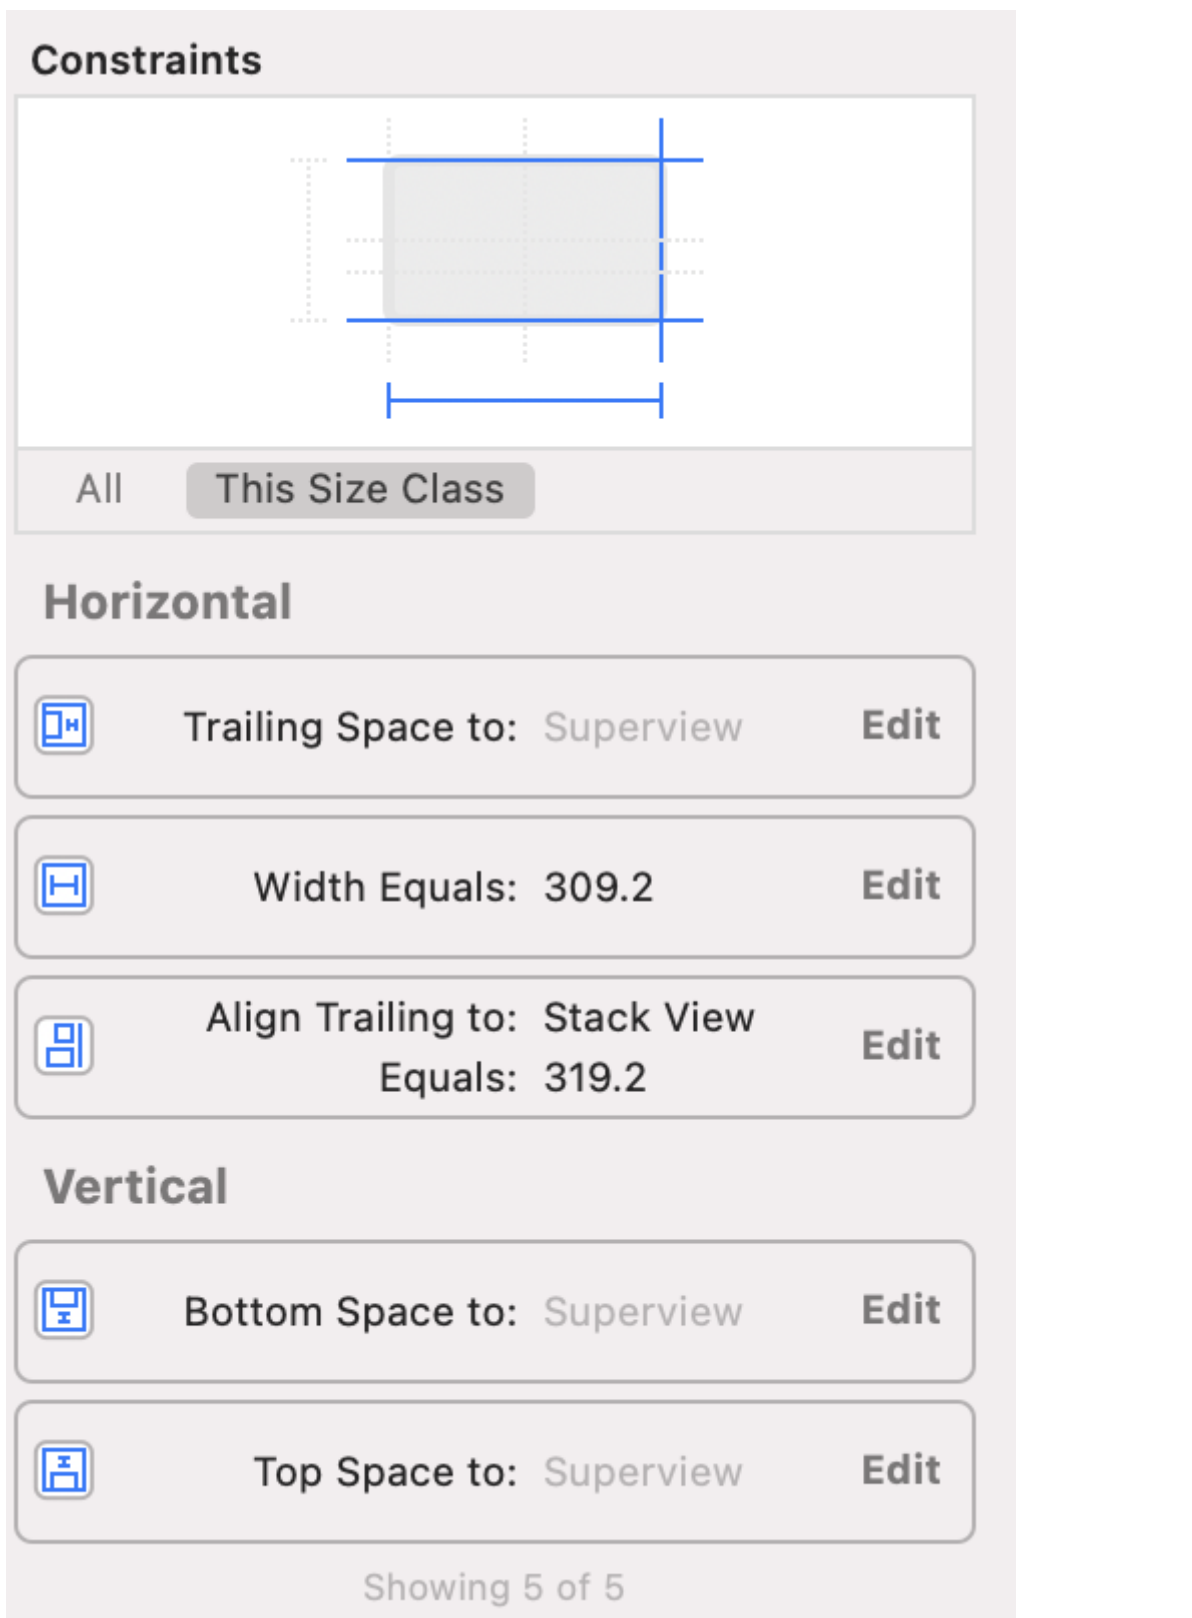 Constraints
All This Size Class
Horizontal
Trailing Space to: Superview Edit
Width Equals: 309.2 Edit
Align Trailing to: Stack View
Equals: 319.2 Edit
Vertical
Bottom Space to: Superview Edit
Top Space to: Superview Edit
Showing 5 of 5